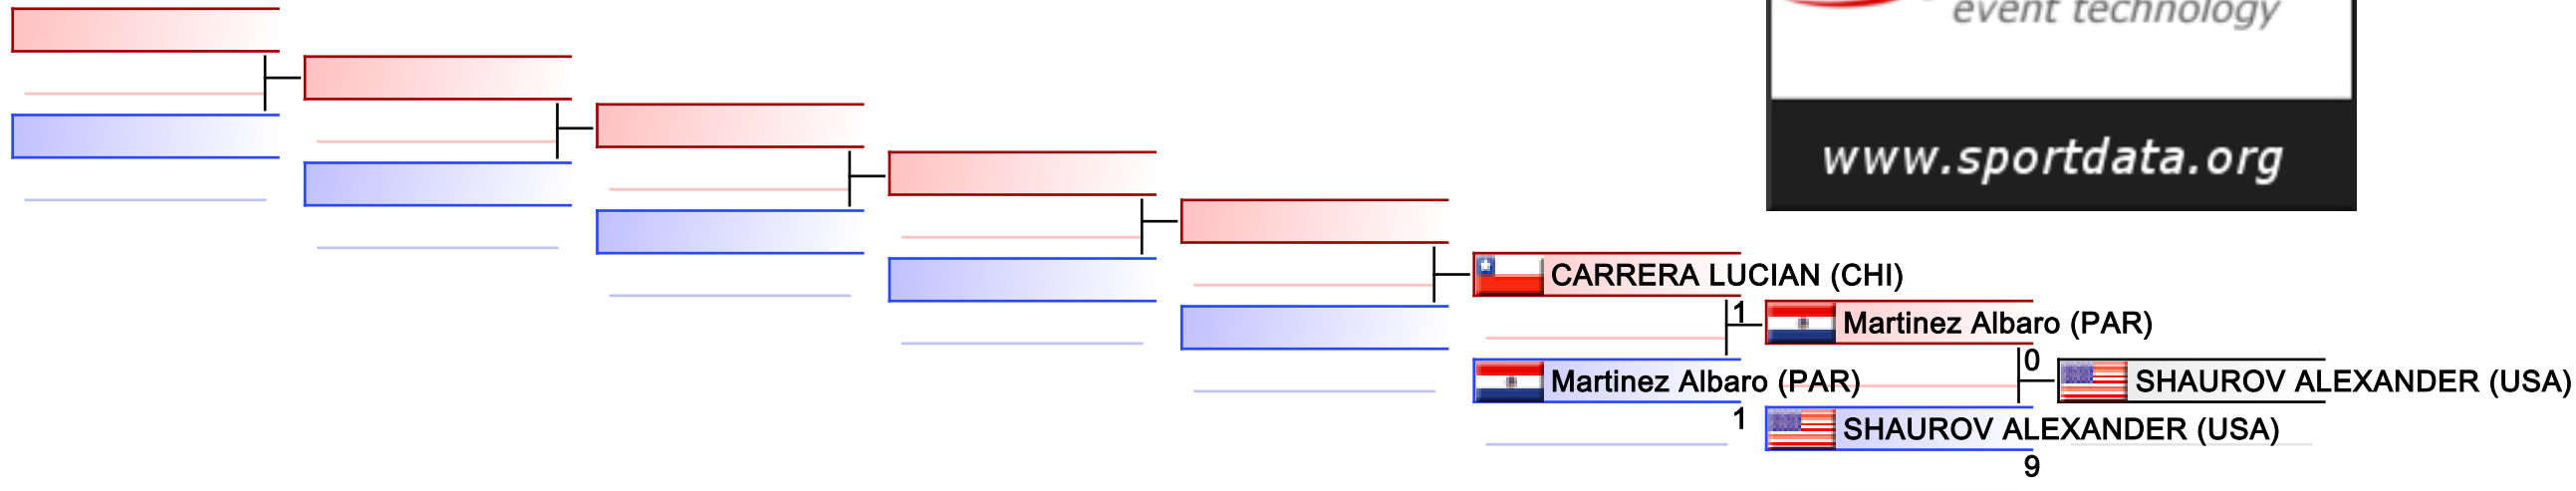 event technology
www.sportdata.org
CARRERA LUCIAN (CHI)
1
Martinez Albaro (PAR)
0
Martinez Albaro (PAR)
SHAUROV ALEXANDER (USA)
1
SHAUROV ALEXANDER (USA)
9